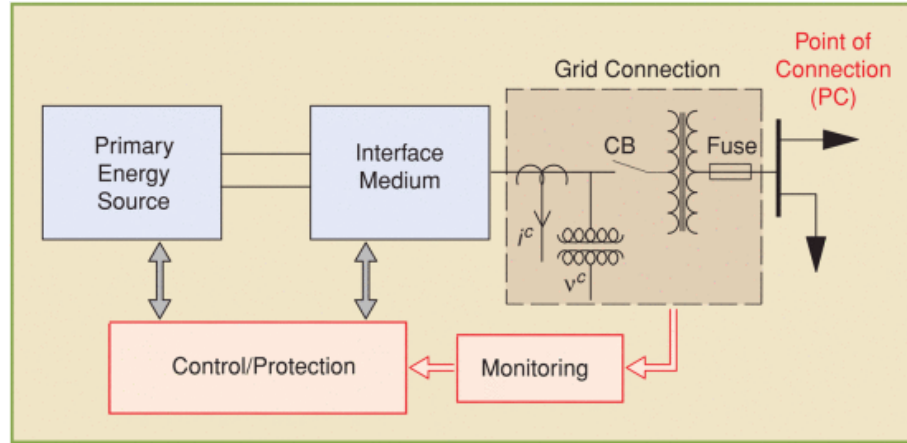 Point of
Connection
(PC)
Grid Connection
Primary
Energy
Source
Interface
Medium
CB
Fuse
i^c
v^c
Control/Protection
Monitoring